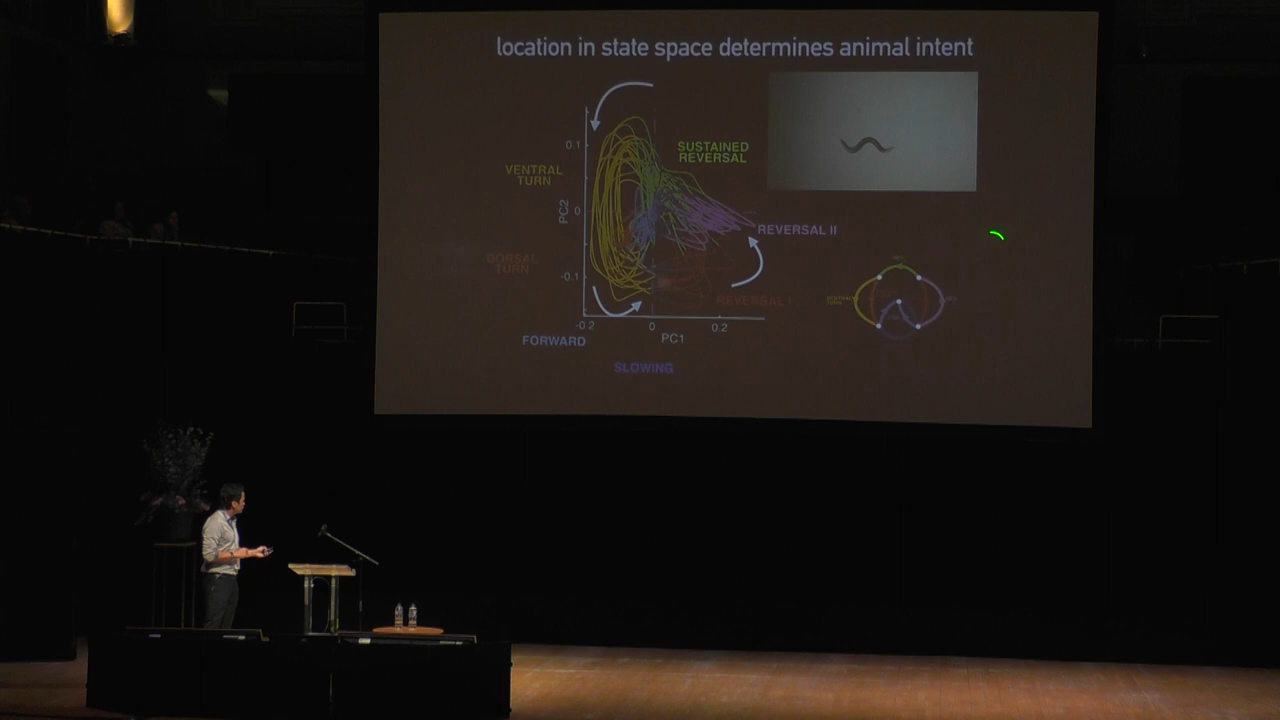 location in state space determines animal intent
SUSTAINED
REVERSAL
VENTRAL
TURN
0.1
PC2
0
REVERSAL II
DORSAL
TURN
-0.1
REVERSAL I
-0.2
0
0.2
PC1
FORWARD
SLOWING